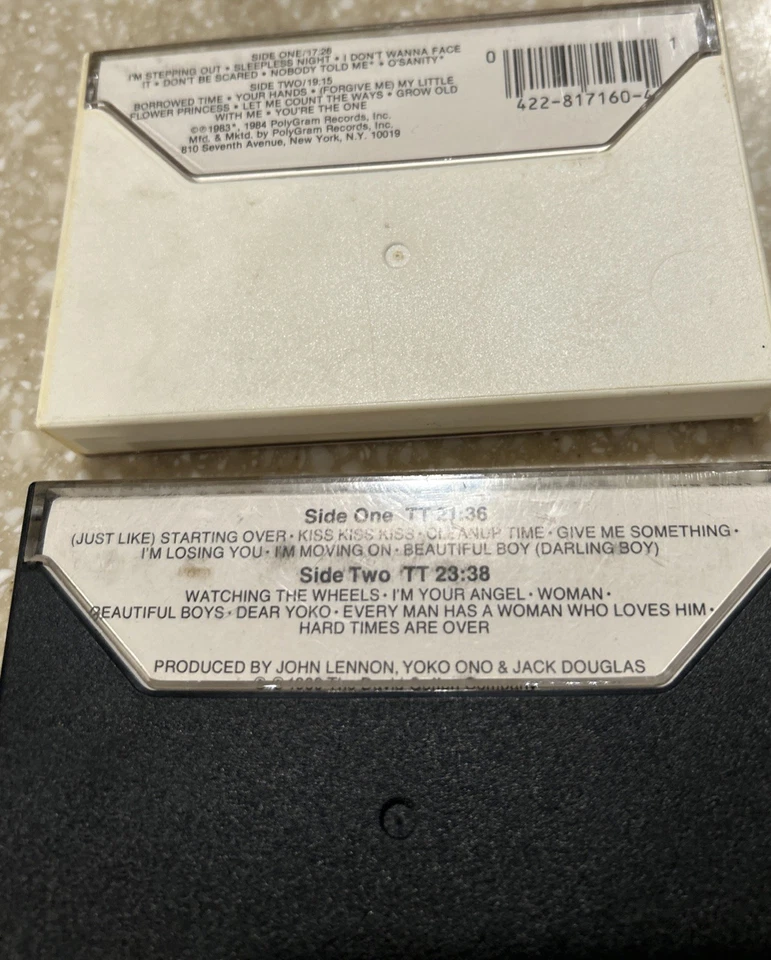 SIDE ONE/17:26
I'M STEPPING OUT • SLEEPLESS NIGHT • I DON'T WANNA FACE
IT • DON'T BE SCARED • NOBODY TOLD ME* • O'SANITY*
SIDE TWO/19:15
BORROWED TIME • YOUR HANDS • (FORGIVE ME) MY LITTLE
FLOWER PRINCESS • LET ME COUNT THE WAYS • GROW OLD
WITH ME • YOU'RE THE ONE
©℗1983*, 1984 PolyGram Records, Inc.
Mfd. & Mktd. by PolyGram Records, Inc.
810 Seventh Avenue, New York, N.Y. 10019
0 1
422-817160-4
Side One TT 21:36
(JUST LIKE) STARTING OVER • KISS KISS KISS • CLEANUP TIME • GIVE ME SOMETHING •
I'M LOSING YOU • I'M MOVING ON • BEAUTIFUL BOY (DARLING BOY)
Side Two TT 23:38
WATCHING THE WHEELS • I'M YOUR ANGEL • WOMAN •
BEAUTIFUL BOYS • DEAR YOKO • EVERY MAN HAS A WOMAN WHO LOVES HIM •
HARD TIMES ARE OVER
PRODUCED BY JOHN LENNON, YOKO ONO & JACK DOUGLAS